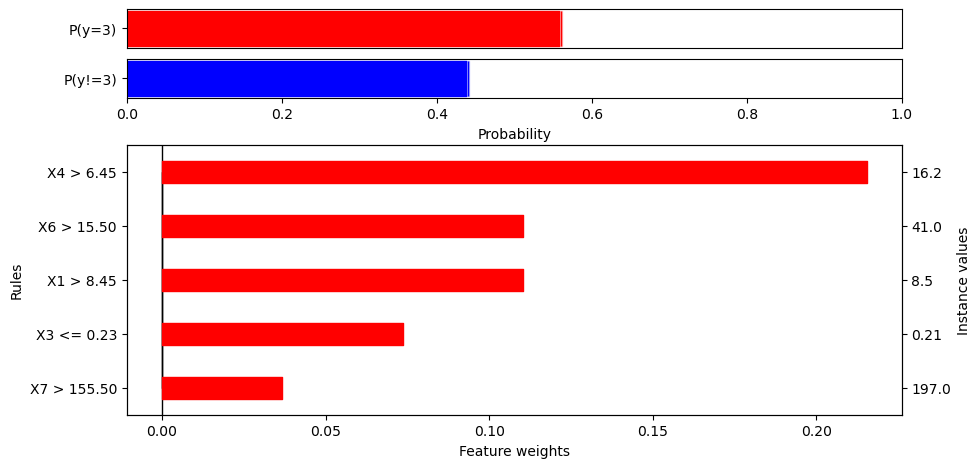 P(y=3)
P(y!=3)
0.0 0.2 0.4 0.6 0.8 1.0
Probability
X4 > 6.45 16.2
X6 > 15.50 41.0
X1 > 8.45 8.5
X3 <= 0.23 0.21
X7 > 155.50 197.0
Rules
Instance values
0.00 0.05 0.10 0.15 0.20
Feature weights